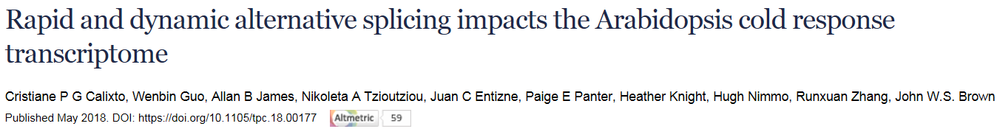 Rapid and dynamic alternative splicing impacts the Arabidopsis cold response
transcriptome
Cristiane P G Calixto, Wenbin Guo, Allan B James, Nikoleta A Tzioutziou, Juan C Entizne, Paige E Panter, Heather Knight, Hugh Nimmo, Runxuan Zhang, John W.S. Brown
Published May 2018. DOI: https://doi.org/10.1105/tpc.18.00177 Altmetric 59